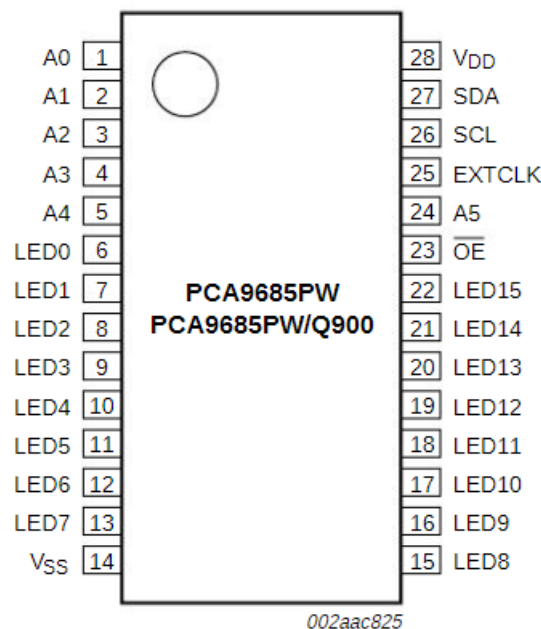 A0 1 28 VDD
A1 2 27 SDA
A2 3 26 SCL
A3 4 25 EXTCLK
A4 5 24 A5
LED0 6 23 O̅E̅
LED1 7 PCA9685PW 22 LED15
LED2 8 PCA9685PW/Q900 21 LED14
LED3 9 20 LED13
LED4 10 19 LED12
LED5 11 18 LED11
LED6 12 17 LED10
LED7 13 16 LED9
VSS 14 15 LED8
002aac825